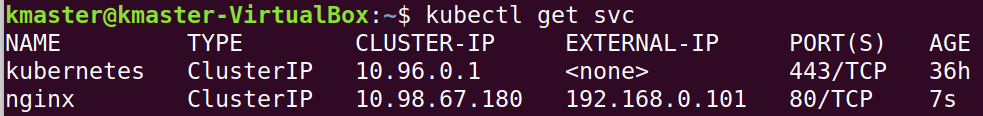 kmaster@kmaster-VirtualBox:~$ kubectl get svc
NAME TYPE CLUSTER-IP EXTERNAL-IP PORT(S) AGE
kubernetes ClusterIP 10.96.0.1 <none> 443/TCP 36h
nginx ClusterIP 10.98.67.180 192.168.0.101 80/TCP 7s